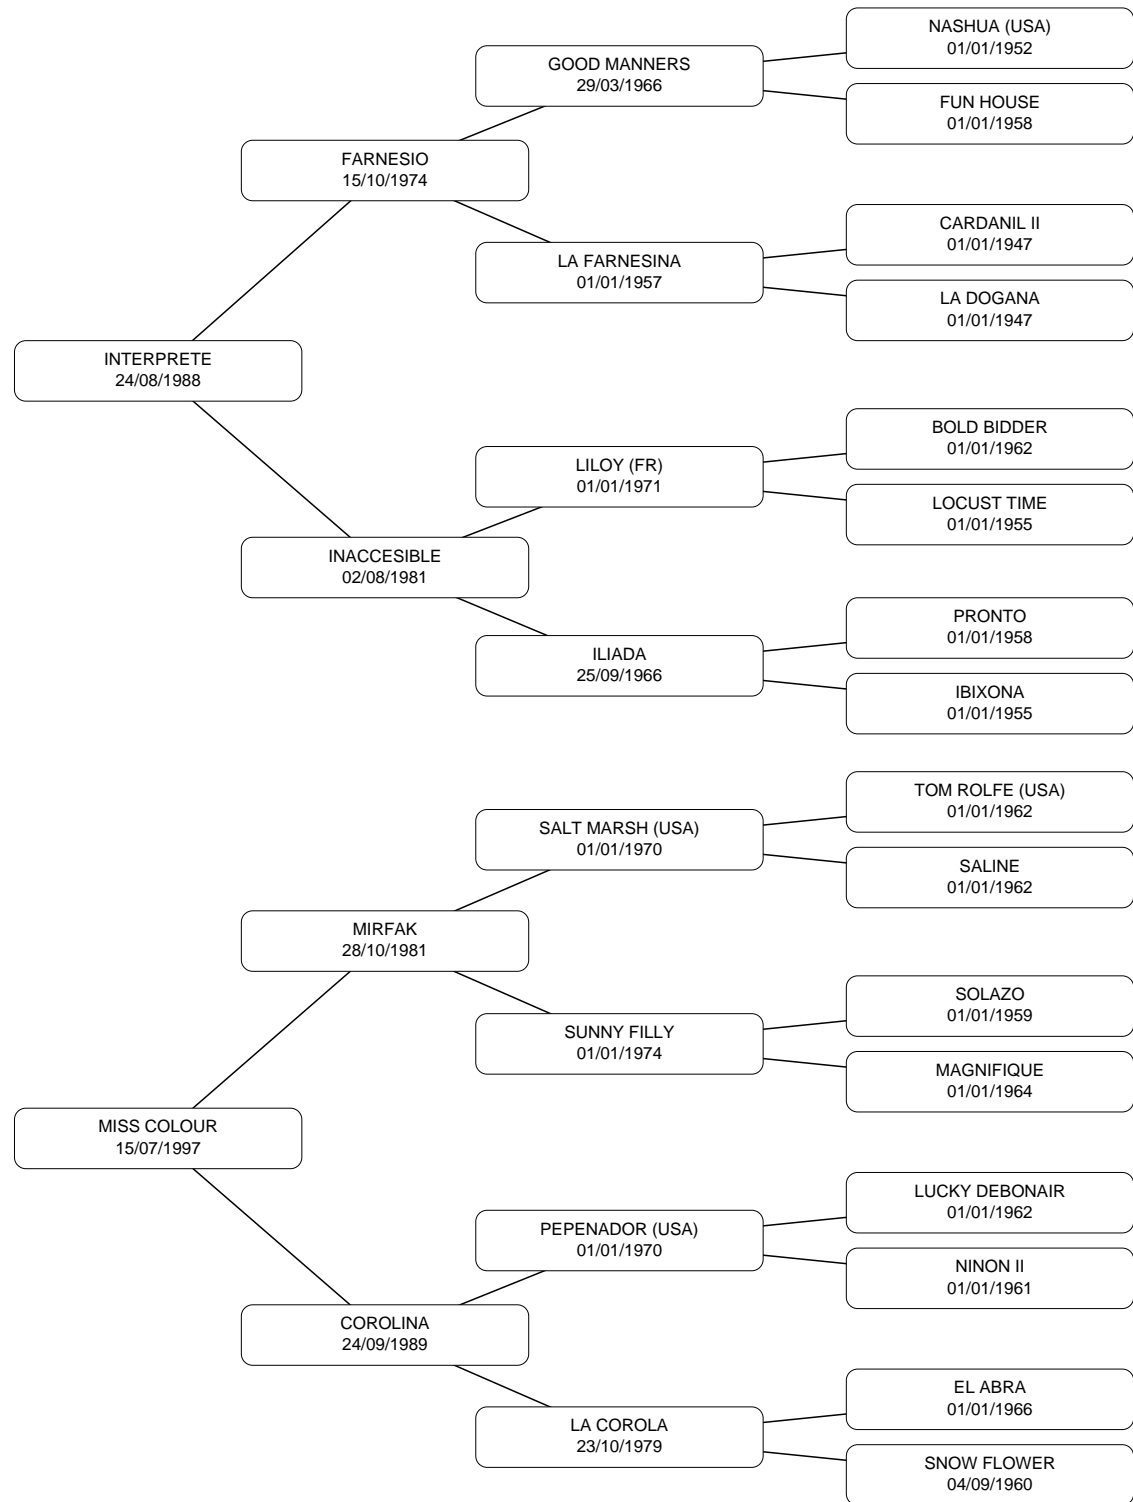 NASHUA (USA)
01/01/1952
GOOD MANNERS
29/03/1966
FUN HOUSE
01/01/1958
FARNESIO
15/10/1974
CARDANIL II
01/01/1947
LA FARNESINA
01/01/1957
LA DOGANA
01/01/1947
INTERPRETE
24/08/1988
BOLD BIDDER
01/01/1962
LILOY (FR)
01/01/1971
LOCUST TIME
01/01/1955
INACCESIBLE
02/08/1981
PRONTO
01/01/1958
ILIADA
25/09/1966
IBIXONA
01/01/1955
TOM ROLFE (USA)
01/01/1962
SALT MARSH (USA)
01/01/1970
SALINE
01/01/1962
MIRFAK
28/10/1981
SOLAZO
01/01/1959
SUNNY FILLY
01/01/1974
MAGNIFIQUE
01/01/1964
MISS COLOUR
15/07/1997
LUCKY DEBONAIR
01/01/1962
PEPENADOR (USA)
01/01/1970
NINON II
01/01/1961
COROLINA
24/09/1989
EL ABRA
01/01/1966
LA COROLA
23/10/1979
SNOW FLOWER
04/09/1960